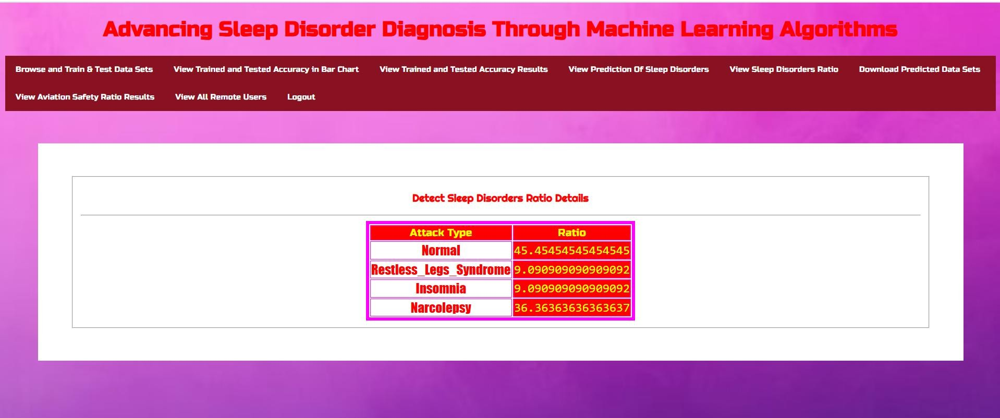 Advancing Sleep Disorder Diagnosis Through Machine Learning Algorithms
Browse and Train & Test Data Sets View Trained and Tested Accuracy in Bar Chart View Trained and Tested Accuracy Results View Prediction Of Sleep Disorders View Sleep Disorders Ratio Download Predicted Data Sets
View Aviation Safety Ratio Results View All Remote Users Logout
Detect Sleep Disorders Ratio Details
Attack Type Ratio
Normal 45.45454545454545
Restless_Legs_Syndrome 9.090909090909092
Insomnia 9.090909090909092
Narcolepsy 36.36363636363637